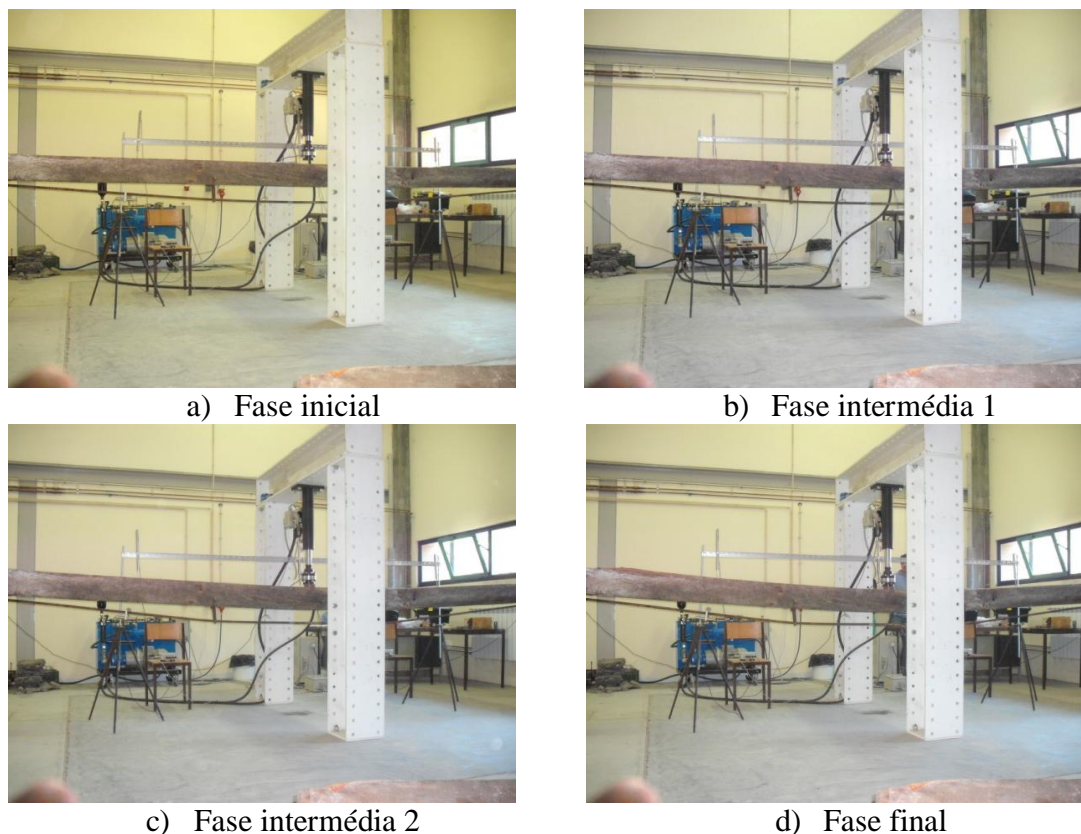 a) Fase inicial
b) Fase intermédia 1
c) Fase intermédia 2
d) Fase final